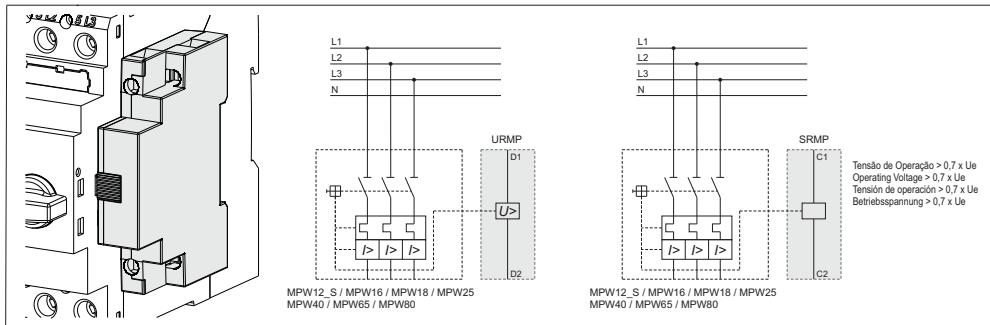 5 L3
L1
L2
L3
N
URMP
D1
U>
D2
I> I> I>
MPW12_S / MPW16 / MPW18 / MPW25
MPW40 / MPW65 / MPW80
L1
L2
L3
N
SRMP
C1
C2
I> I> I>
MPW12_S / MPW16 / MPW18 / MPW25
MPW40 / MPW65 / MPW80
Tensão de Operação > 0,7 x Ue
Operating Voltage > 0,7 x Ue
Tensión de operación > 0,7 x Ue
Betriebsspannung > 0,7 x Ue